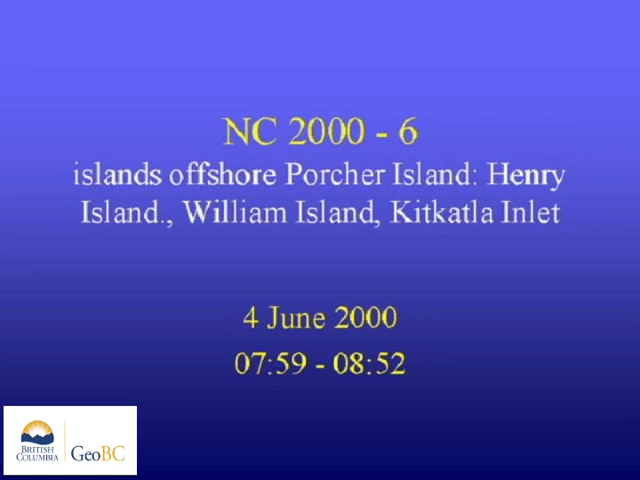 NC 2000 - 6
islands offshore Porcher Island: Henry
Island., William Island, Kitkatla Inlet
4 June 2000
07:59 - 08:52
BRITISH
COLUMBIA
GeoBC